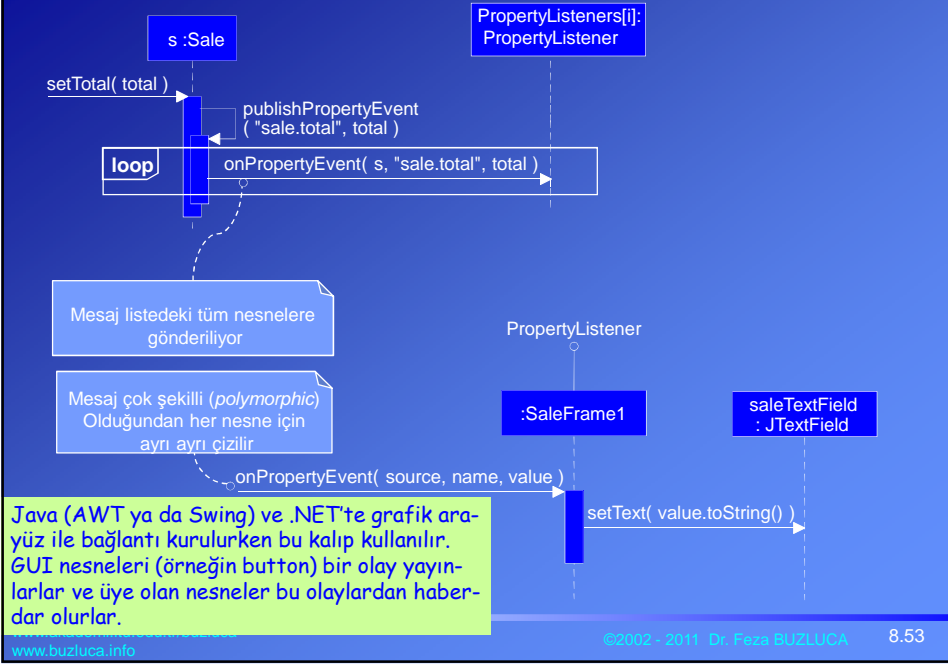 s :Sale
PropertyListeners[i]:
PropertyListener
setTotal( total )
publishPropertyEvent
( "sale.total", total )
loop
onPropertyEvent( s, "sale.total", total )
Mesaj listedeki tüm nesnelere
gönderiliyor
PropertyListener
Mesaj çok şekilli (polymorphic)
Olduğundan her nesne için
ayrı ayrı çizilir
:SaleFrame1
saleTextField
: JTextField
onPropertyEvent( source, name, value )
setText( value.toString() )
Java (AWT ya da Swing) ve .NET'te grafik ara-
yüz ile bağlantı kurulurken bu kalıp kullanılır.
GUI nesneleri (örneğin button) bir olay yayın-
larlar ve üye olan nesneler bu olaylardan haber-
dar olurlar.
www.buzluca.info
©2002 - 2011 Dr. Feza BUZLUCA
8.53